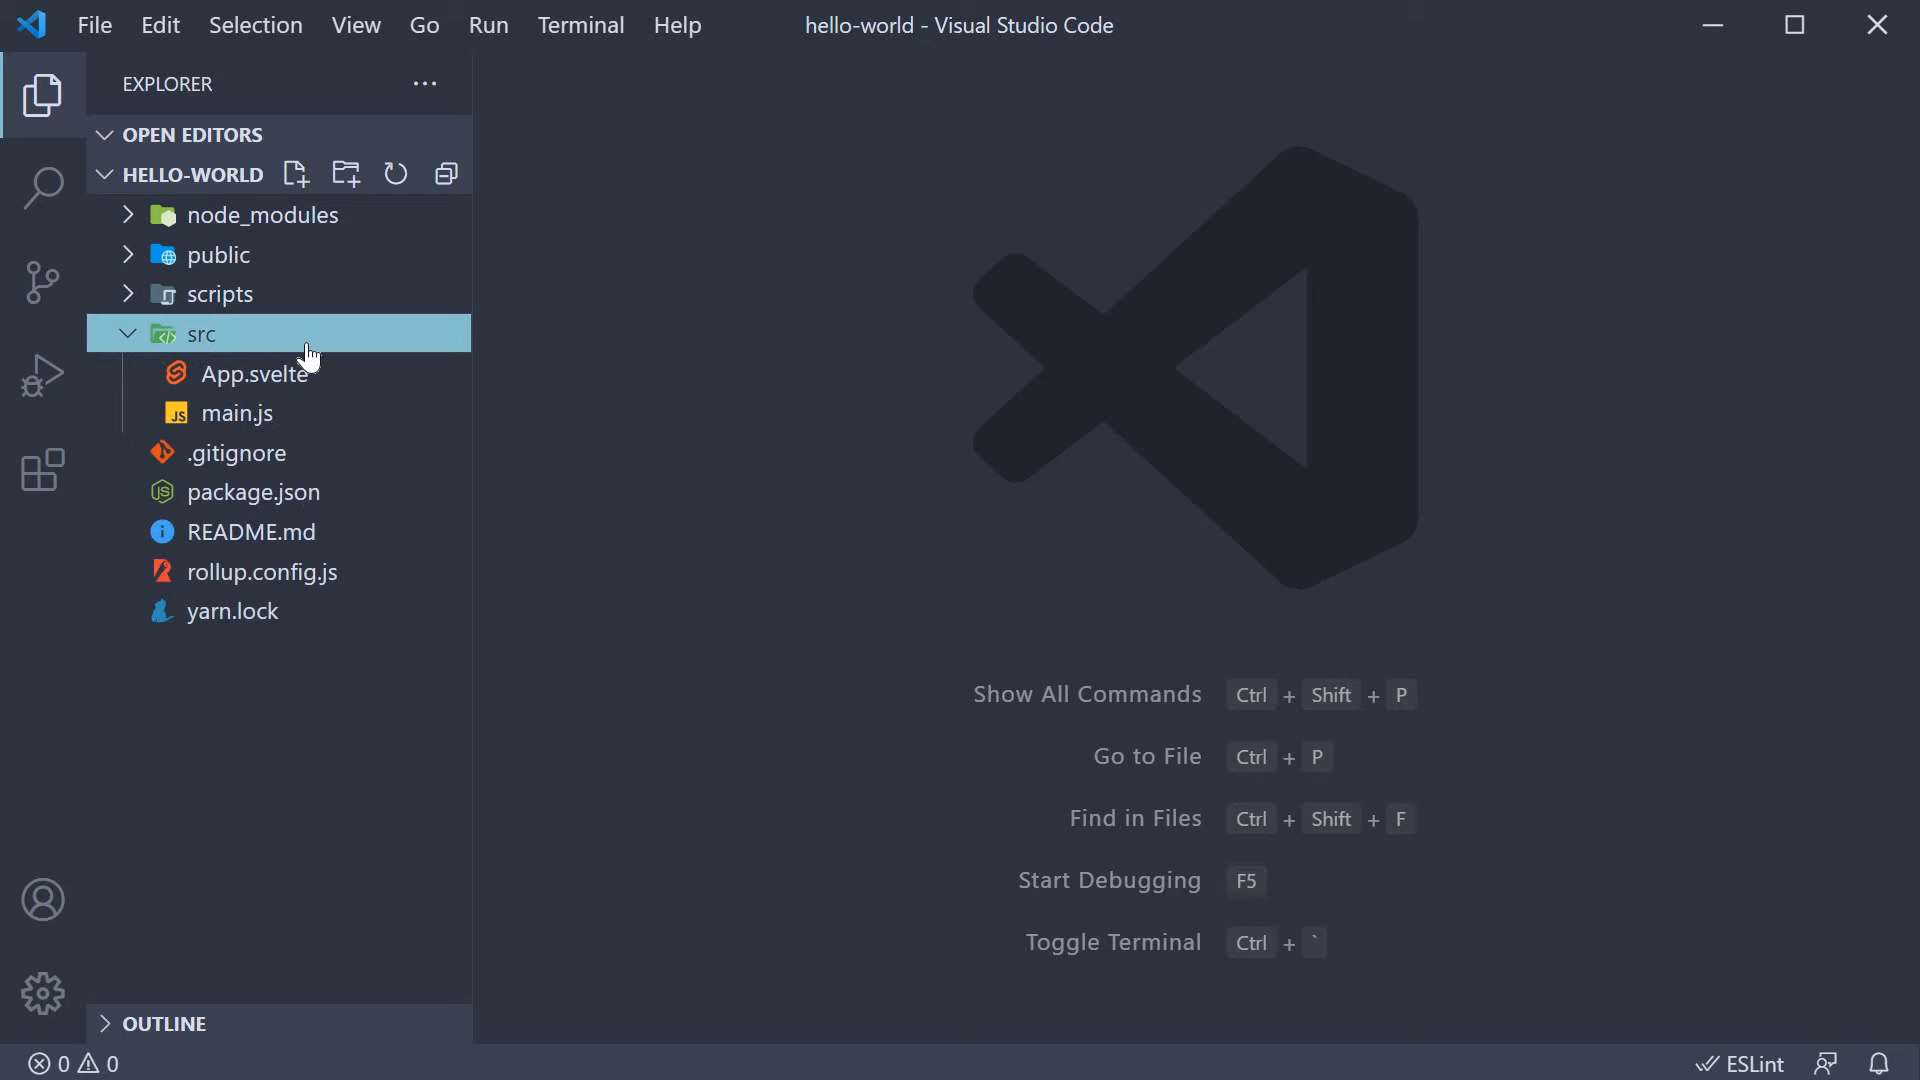 File Edit Selection View Go Run Terminal Help hello-world - Visual Studio Code
EXPLORER
OPEN EDITORS
HELLO-WORLD
node_modules
public
scripts
src
App.svelte
JS main.js
.gitignore
JS package.json
i README.md
rollup.config.js
yarn.lock
Show All Commands Ctrl + Shift + P
Go to File Ctrl + P
Find in Files Ctrl + Shift + F
Start Debugging F5
Toggle Terminal Ctrl + `
OUTLINE
0 0 ESLint